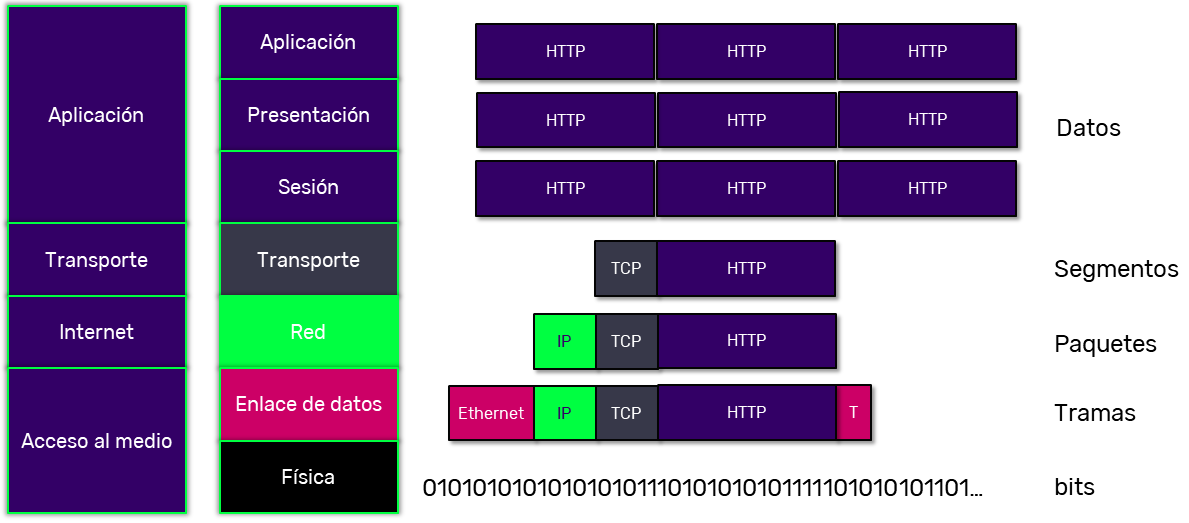 Aplicación
Transporte
Internet
Acceso al medio
Aplicación
Presentación
Sesión
Transporte
Red
Enlace de datos
Física
HTTP HTTP HTTP
HTTP HTTP HTTP
HTTP HTTP HTTP
Datos
TCP HTTP
Segmentos
IP TCP HTTP
Paquetes
Ethernet IP TCP HTTP T
Tramas
010101010101010101110101010101111101010101101...
bits